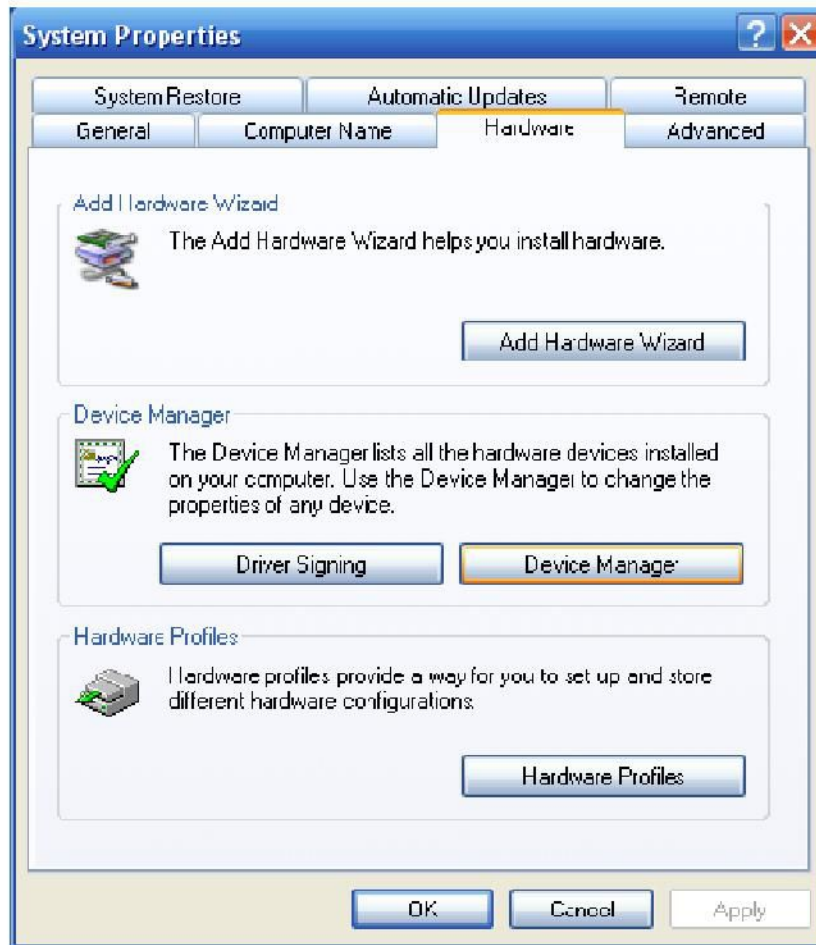 System Properties
System Restore
Automatic Updates
Remote
General
Computer Name
Hardware
Advanced
Add Hardware Wizard
The Add Hardware Wizard helps you install hardware.
Add Hardware Wizard
Device Manager
The Device Manager lists all the hardware devices installed
on your computer. Use the Device Manager to change the
properties of any device.
Driver Signing
Device Manager
Hardware Profiles
Hardware profiles provide a way for you to set up and store
different hardware configurations.
Hardware Profiles
OK
Cancel
Apply